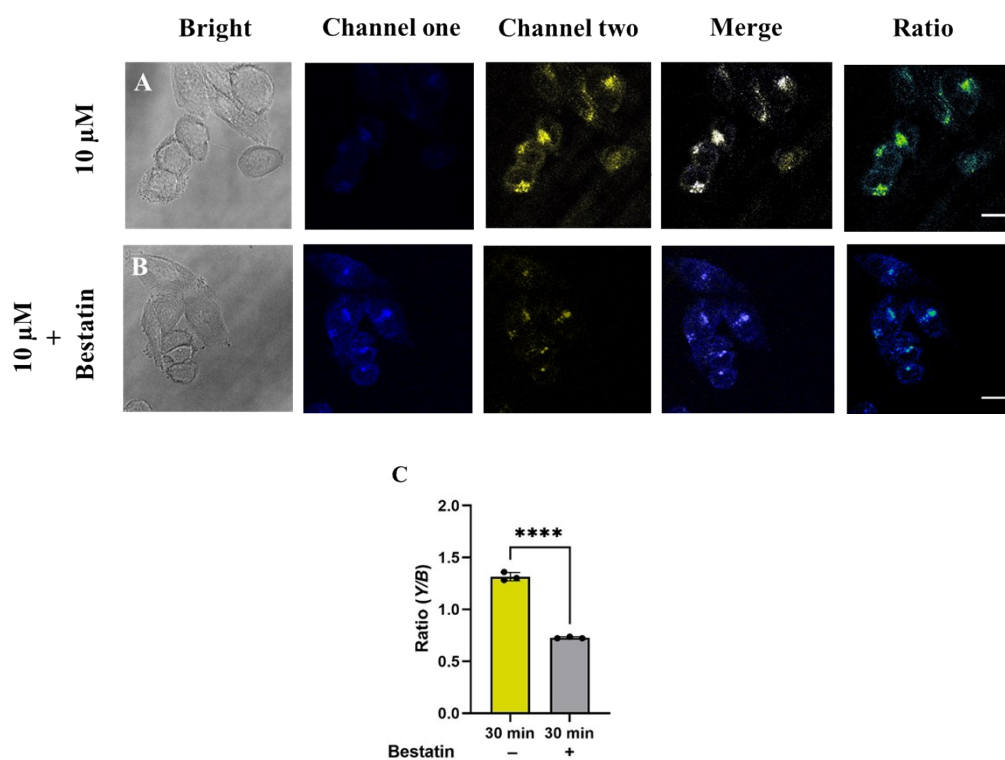 Bright Channel one Channel two Merge Ratio
A
10 µM
B
10 µM
+
Bestatin
C
2.0
****
1.5
1.0
0.5
0.0
Ratio (Y/B)
30 min 30 min
Bestatin – +